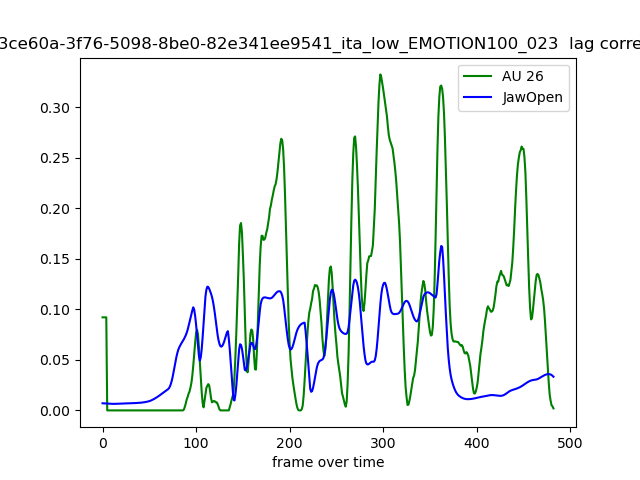 3ce60a-3f76-5098-8be0-82e341ee9541_ita_low_EMOTION100_023 lag corre
AU 26
JawOpen
0.30
0.25
0.20
0.15
0.10
0.05
0.00
0 100 200 300 400 500
frame over time